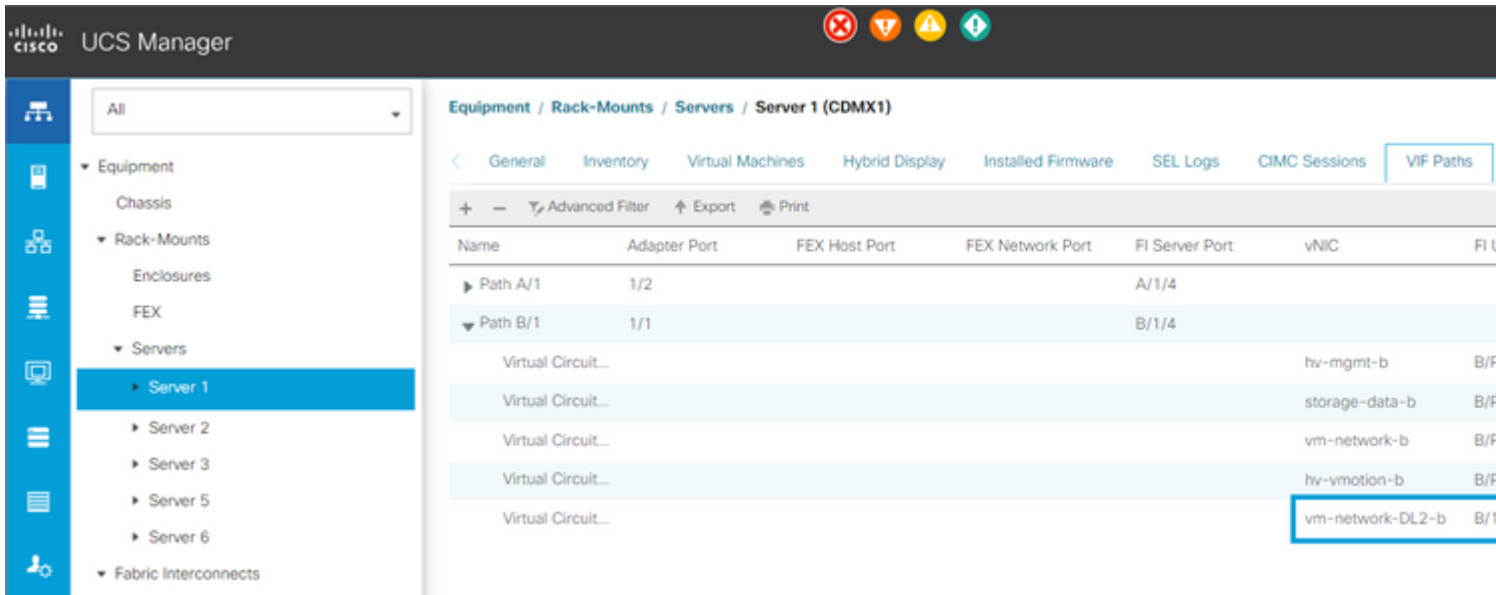 cisco UCS Manager
All
Equipment
Chassis
Rack-Mounts
Enclosures
FEX
Servers
Server 1
Server 2
Server 3
Server 5
Server 6
Fabric Interconnects
Equipment / Rack-Mounts / Servers / Server 1 (CDMX1)
< General Inventory Virtual Machines Hybrid Display Installed Firmware SEL Logs CIMC Sessions VIF Paths
+ − Advanced Filter Export Print
Name Adapter Port FEX Host Port FEX Network Port FI Server Port vNIC FI
Path A/1 1/2 A/1/4
Path B/1 1/1 B/1/4
Virtual Circuit... hv-mgmt-b B/
Virtual Circuit... storage-data-b B/
Virtual Circuit... vm-network-b B/
Virtual Circuit... hv-vmotion-b B/
Virtual Circuit... vm-network-DL2-b B/1